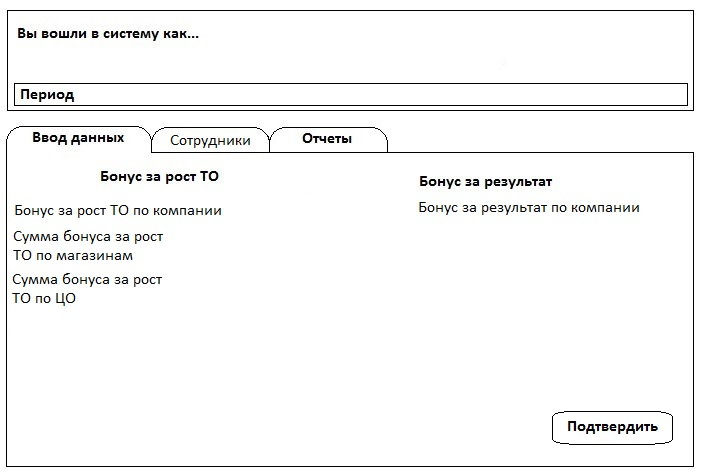 Вы вошли в систему как...
Период
Ввод данных
Сотрудники
Отчеты
Бонус за рост ТО
Бонус за рост ТО по компании
Сумма бонуса за рост
ТО по магазинам
Сумма бонуса за рост
ТО по ЦО
Бонус за результат
Бонус за результат по компании
Подтвердить